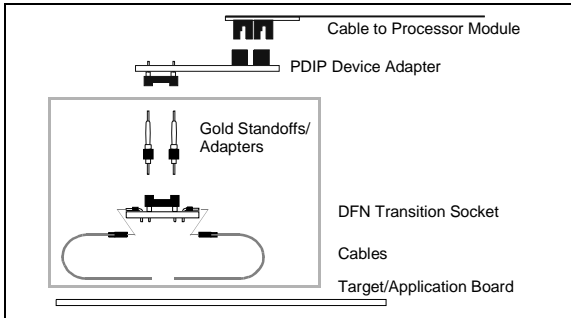 Cable to Processor Module
PDIP Device Adapter
Gold Standoffs/
Adapters
DFN Transition Socket
Cables
Target/Application Board